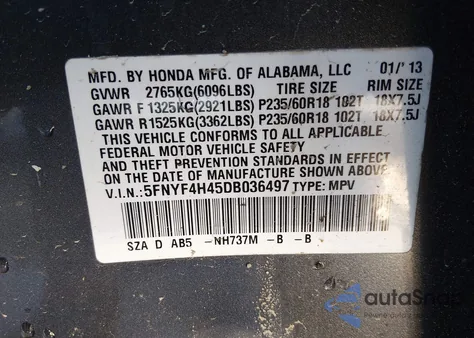 MFD. BY HONDA MFG. OF ALABAMA, LLC 01/'13
GVWR 2765KG(6096LBS) TIRE SIZE RIM SIZE
GAWR F 1325KG(2921LBS) P235/60R18 102T 18X7.5J
GAWR R 1525KG(3362LBS) P235/60R18 102T 18X7.5J
THIS VEHICLE CONFORMS TO ALL APPLICABLE
FEDERAL MOTOR VEHICLE SAFETY
AND THEFT PREVENTION STANDARDS IN EFFECT
ON THE DATE OF MANUFACTURE SHOWN ABOVE.
V.I.N.: 5FNYF4H45DB036497 TYPE: MPV
SZA D AB5 -NH737M -B -B
autoSnap